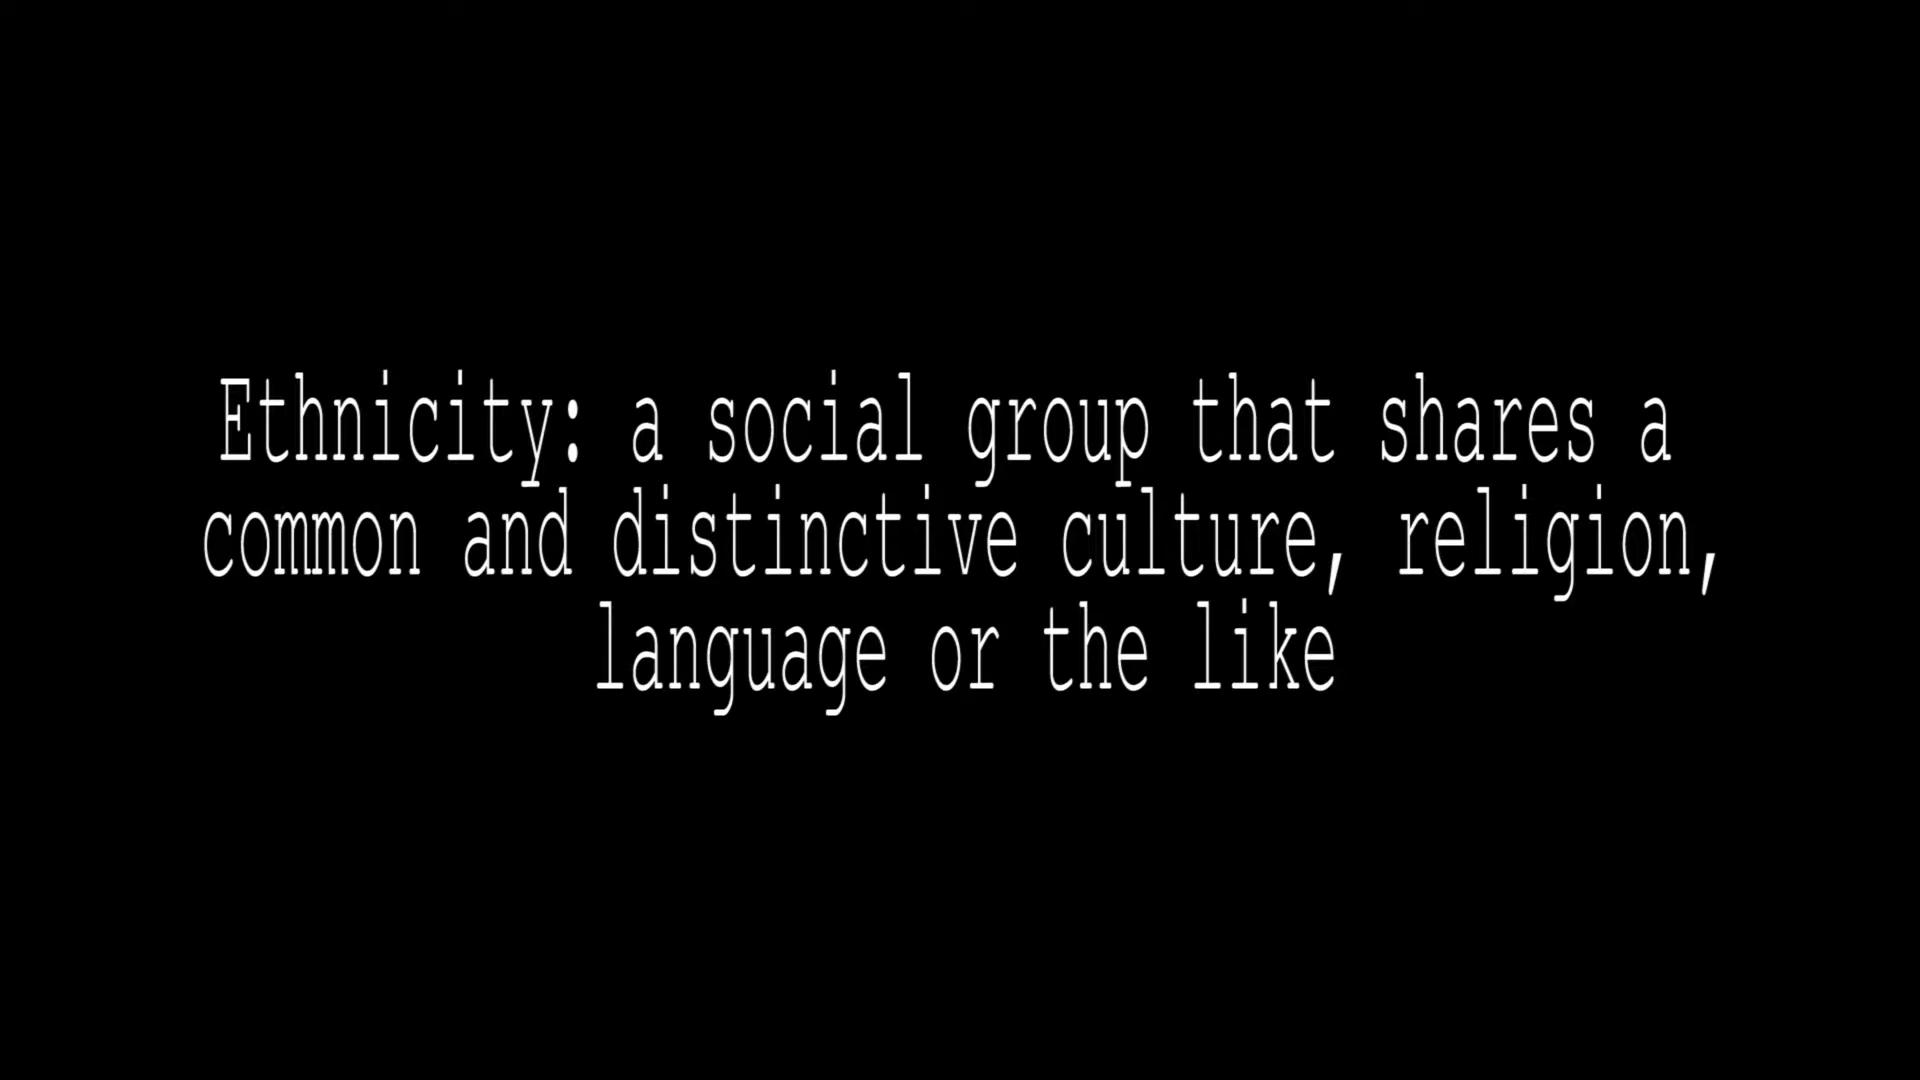 Ethnicity: a social group that shares a
common and distinctive culture, religion,
language or the like